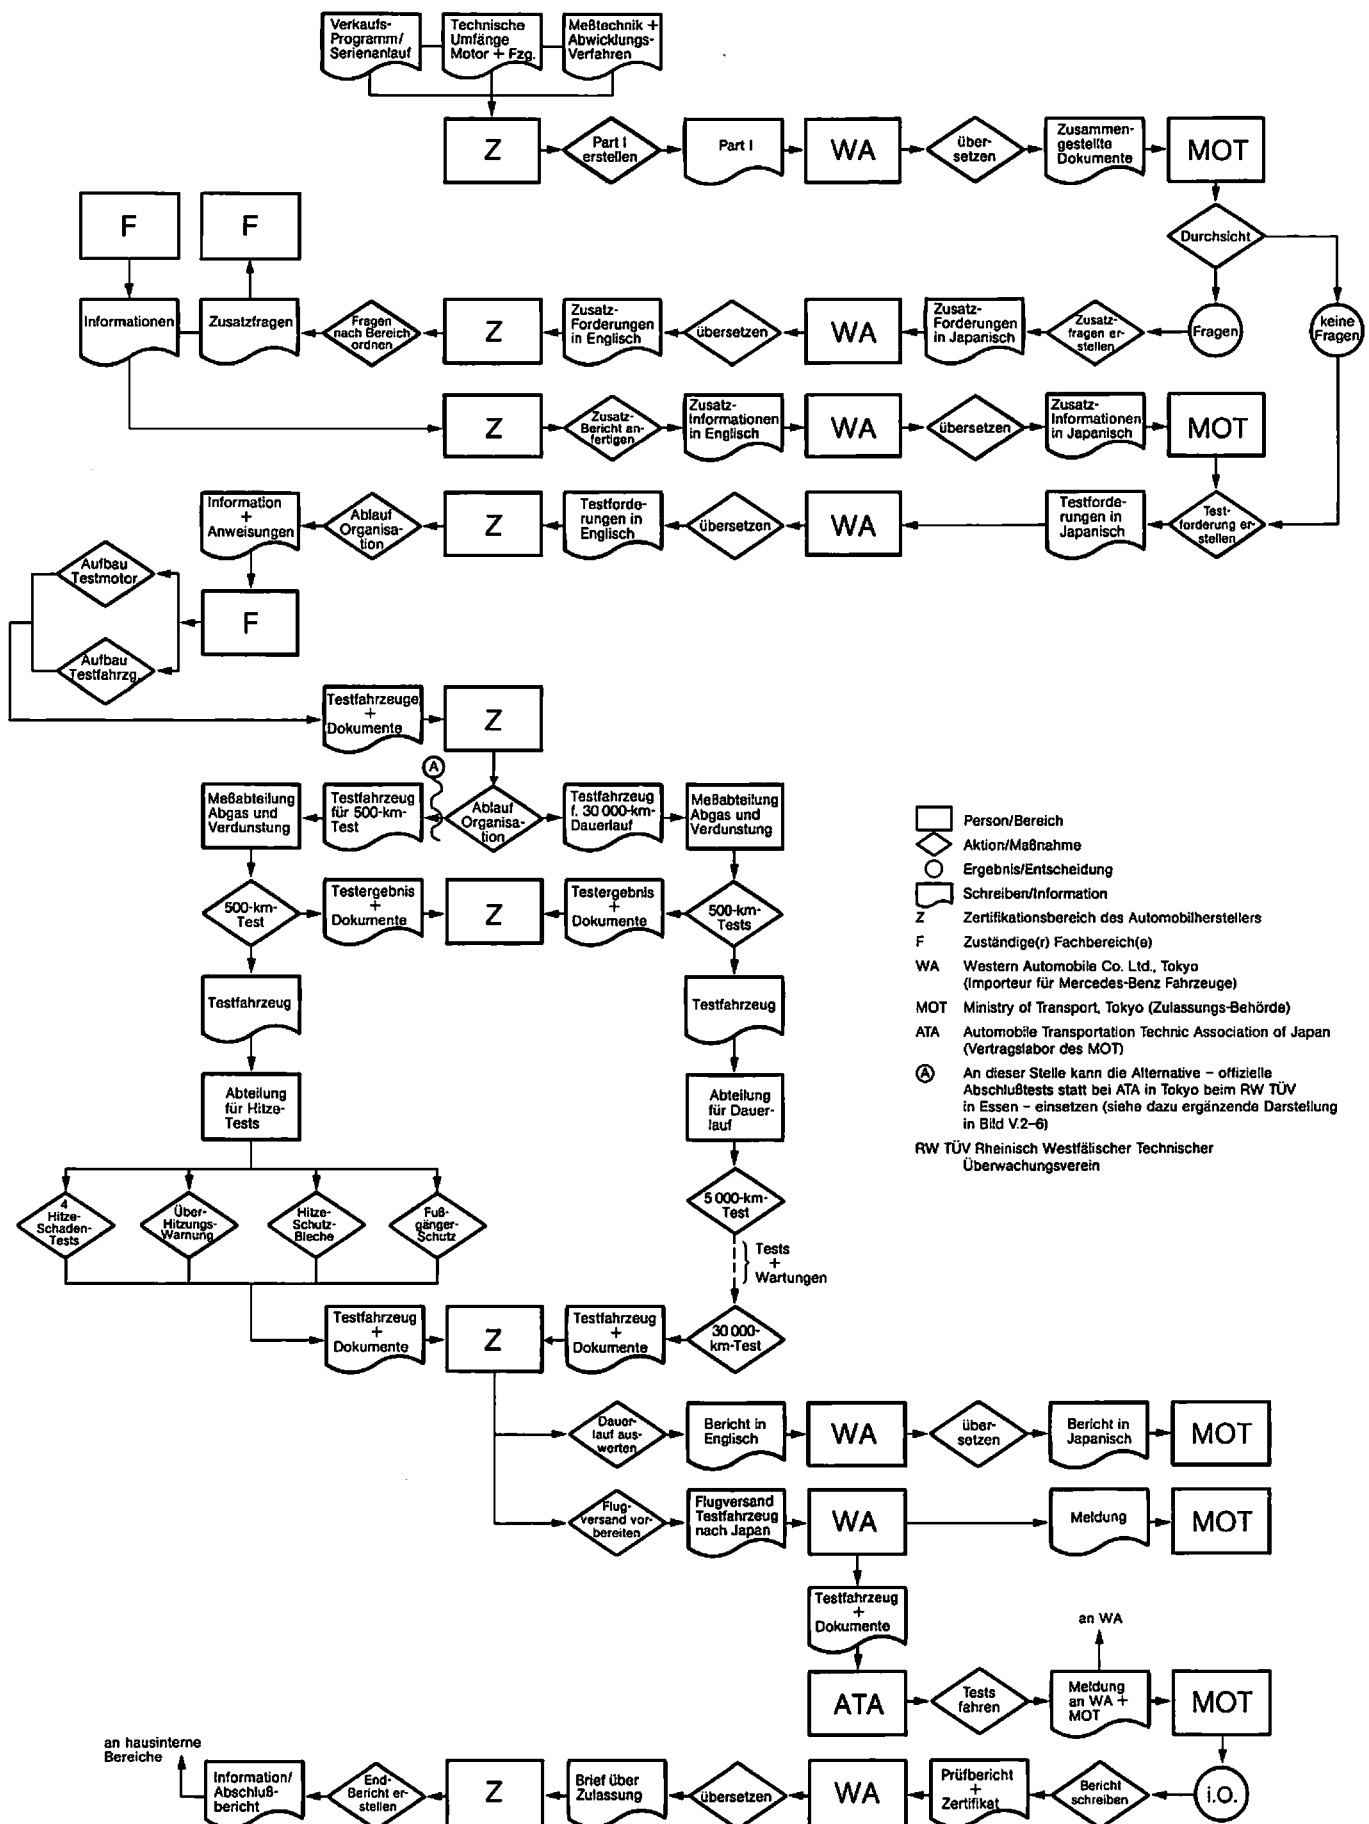 Verkaufs-
Programm/
Serienanlauf
Technische
Umfänge
Motor + Fzg.
Meßtechnik +
Abwicklungs-
Verfahren
Z
Part I
erstellen
Part I
WA
über-
setzen
Zusammen-
gestellte
Dokumente
MOT
F
F
Durchsicht
Informationen
Zusatzfragen
Fragen
nach Bereich
ordnen
Z
Zusatz-
Forderungen
in Englisch
übersetzen
WA
Zusatz-
Forderungen
in Japanisch
Zusatz-
fragen er-
stellen
Fragen
keine
Fragen
Z
Zusatz-
Bericht an-
fertigen
Zusatz-
Informationen
in Englisch
WA
übersetzen
Zusatz-
Informationen
in Japanisch
MOT
Information
+
Anweisungen
Ablauf
Organisa-
tion
Z
Testforde-
rungen in
Englisch
übersetzen
WA
Testforde-
rungen in
Japanisch
Test-
forderung er-
stellen
Aufbau
Testmotor
F
Aufbau
Testfahrzg.
Testfahrzeuge
+
Dokumente
Z
A
Meßabteilung
Abgas und
Verdunstung
Testfahrzeug
für 500-km-
Test
Ablauf
Organisa-
tion
Testfahrzeug
f. 30 000-km-
Dauerlauf
Meßabteilung
Abgas und
Verdunstung
500-km-
Test
Testergebnis
+
Dokumente
Z
Testergebnis
+
Dokumente
500-km-
Tests
Testfahrzeug
Testfahrzeug
Abteilung
für Hitze-
Tests
Abteilung
für Dauer-
lauf
4
Hitze-
Schaden-
Tests
Über-
Hitzungs-
Warnung
Hitze-
Schutz-
Bleche
Fuß-
gänger-
Schutz
5 000-km-
Test
Tests
+
Wartungen
Testfahrzeug
+
Dokumente
Z
Testfahrzeug
+
Dokumente
30 000-
km-Test
Person/Bereich
Aktion/Maßnahme
Ergebnis/Entscheidung
Schreiben/Information
Z Zertifikationsbereich des Automobilherstellers
F Zuständige(r) Fachbereich(e)
WA Western Automobile Co. Ltd., Tokyo
(Importeur für Mercedes-Benz Fahrzeuge)
MOT Ministry of Transport, Tokyo (Zulassungs-Behörde)
ATA Automobile Transportation Technic Association of Japan
(Vertragslabor des MOT)
A An dieser Stelle kann die Alternative – offizielle
Abschlußtests statt bei ATA in Tokyo beim RW TÜV
in Essen – einsetzen (siehe dazu ergänzende Darstellung
in Bild V.2–6)
RW TÜV Rheinisch Westfälischer Technischer
Überwachungsverein
Dauer-
lauf aus-
werten
Bericht in
Englisch
WA
über-
setzen
Bericht in
Japanisch
MOT
Flug-
versand vor-
bereiten
Flugversand
Testfahrzeug
nach Japan
WA
Meldung
MOT
Testfahrzeug
+
Dokumente
an WA
ATA
Tests
fahren
Meldung
an WA +
MOT
MOT
an hausinterne
Bereiche
Information/
Abschluß-
bericht
End-
Bericht er-
stellen
Z
Brief über
Zulassung
übersetzen
WA
Prüfbericht
+
Zertifikat
Bericht
schreiben
i.O.